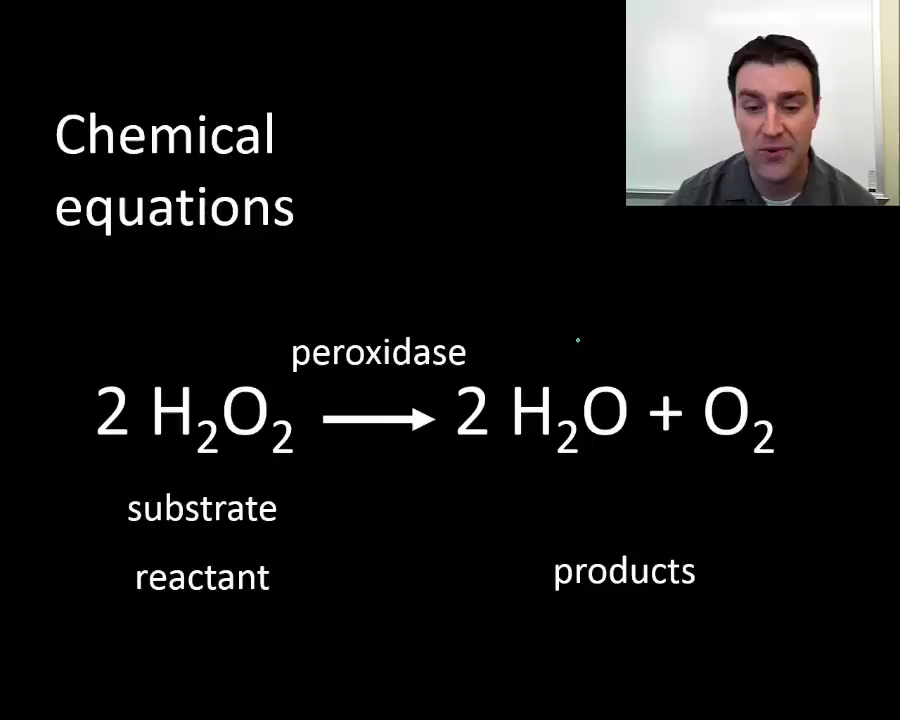 Chemical
equations
peroxidase
2 H₂O₂ ⟶ 2 H₂O + O₂
substrate
reactant products